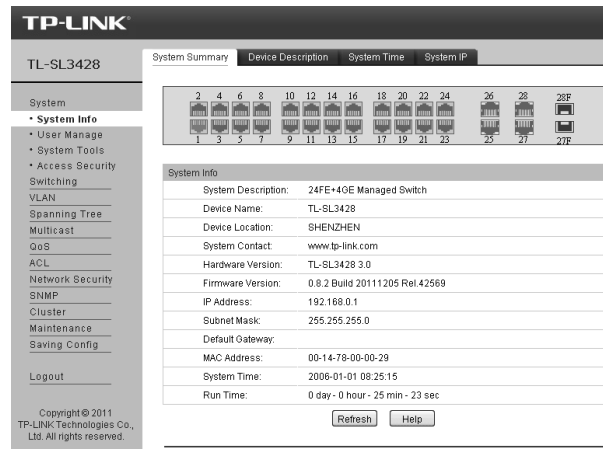 TP-LINK®
TL-SL3428
System Summary Device Description System Time System IP
2 4 6 8 10 12 14 16 18 20 22 24 26 28 28F
1 3 5 7 9 11 13 15 17 19 21 23 25 27 27F
System
• System Info
• User Manage
• System Tools
• Access Security
Switching
VLAN
Spanning Tree
Multicast
QoS
ACL
Network Security
SNMP
Cluster
Maintenance
Saving Config
Logout
Copyright © 2011
TP-LINK Technologies Co.,
Ltd. All rights reserved.
System Info
System Description: 24FE+4GE Managed Switch
Device Name: TL-SL3428
Device Location: SHENZHEN
System Contact: www.tp-link.com
Hardware Version: TL-SL3428 3.0
Firmware Version: 0.8.2 Build 20111205 Rel.42569
IP Address: 192.168.0.1
Subnet Mask: 255.255.255.0
Default Gateway:
MAC Address: 00-14-78-00-00-29
System Time: 2006-01-01 08:25:15
Run Time: 0 day - 0 hour - 25 min - 23 sec
Refresh Help